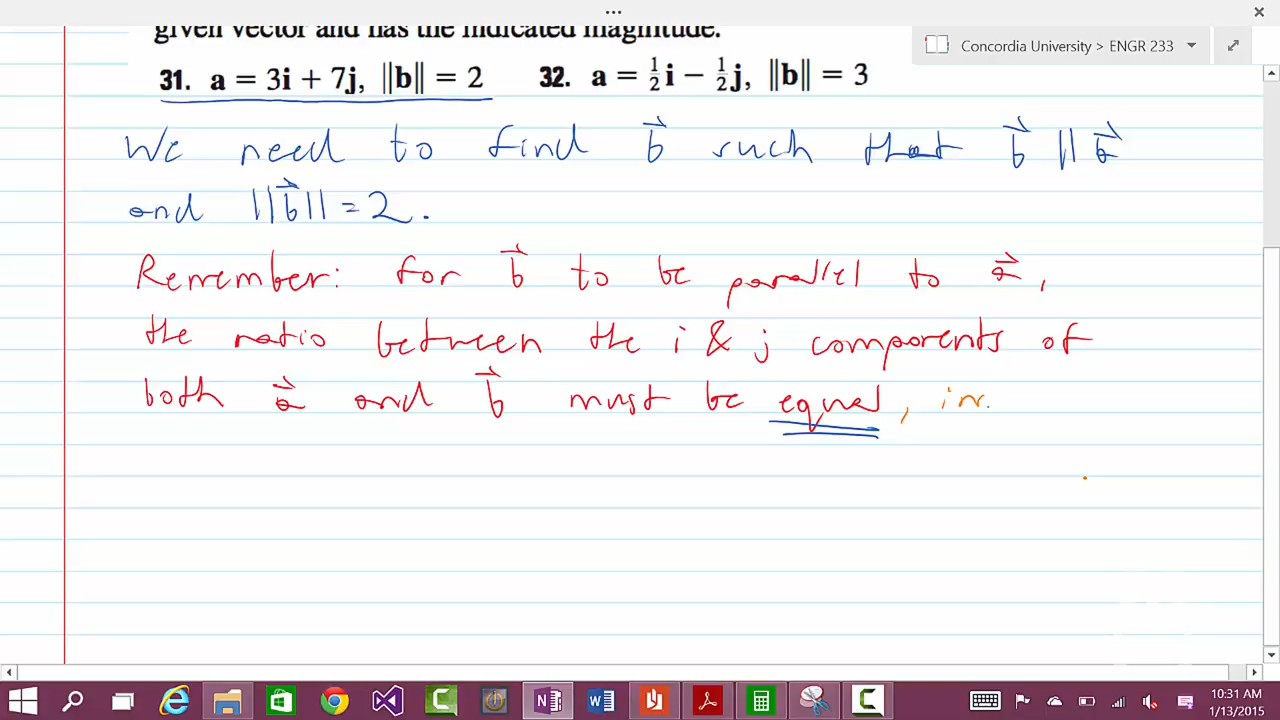 ...
given vector and has the indicated magnitude.
Concordia University > ENGR 233
31. a = 3i + 7j, ||b|| = 2 32. a = ½i − ½j, ||b|| = 3
We need to find b⃗ such that b⃗ || a⃗
and ||b⃗|| = 2.
Remember: for b⃗ to be parallel to a⃗,
the ratio between the i & j components of
both a⃗ and b⃗ must be equal,
10:31 AM
1/13/2015